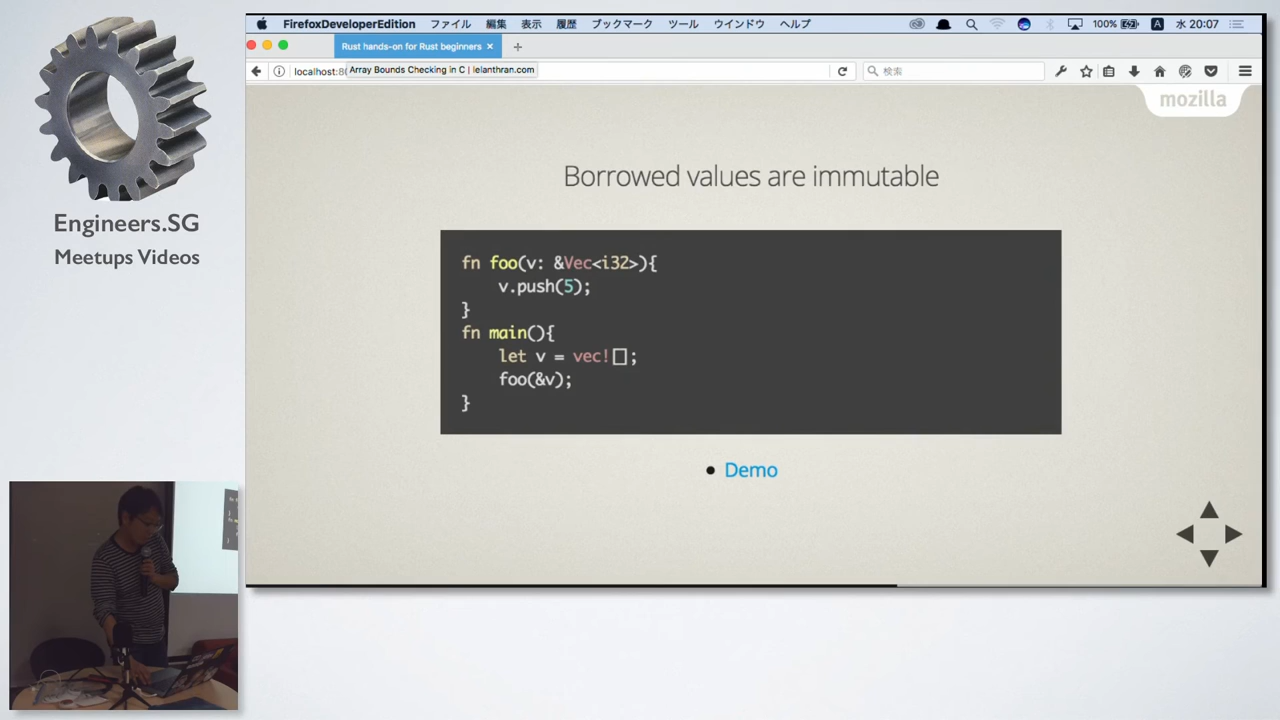 FirefoxDeveloperEdition ファイル 編集 表示 履歴 ブックマーク ツール ウインドウ ヘルプ 100% A 水 20:07
Rust hands-on for Rust beginners × +
localhost:8
Array Bounds Checking in C | lelanthran.com
検索
mozilla
Engineers.SG
Meetups Videos
Borrowed values are immutable
fn foo(v: &Vec<i32>){
v.push(5);
}
fn main(){
let v = vec![];
foo(&v);
}
Demo